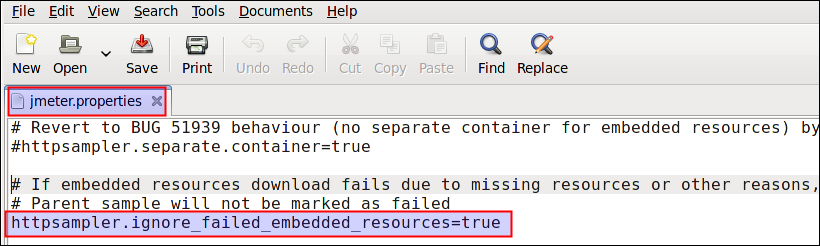 File Edit View Search Tools Documents Help
New Open Save Print Undo Redo Cut Copy Paste Find Replace
jmeter.properties
# Revert to BUG 51939 behaviour (no separate container for embedded resources) by
#httpsampler.separate.container=true
# If embedded resources download fails due to missing resources or other reasons,
# Parent sample will not be marked as failed
httpsampler.ignore_failed_embedded_resources=true